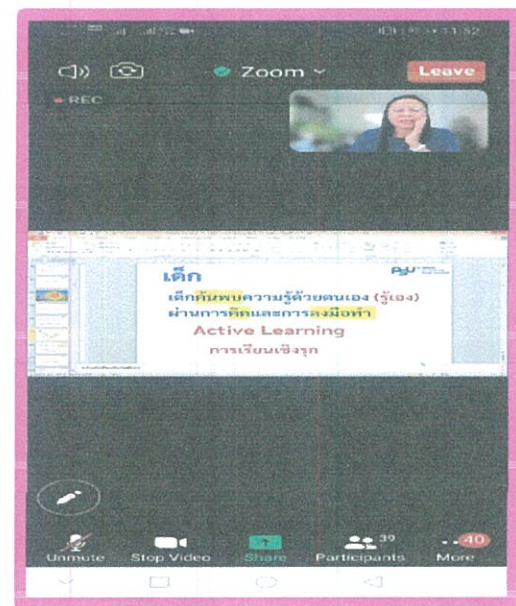 11:52
Zoom
Leave
REC
เด็ก
PSU
เด็กค้นพบความรู้ด้วยตนเอง (รู้เอง)
ผ่านการคิดและการลงมือทำ
Active Learning
การเรียนเชิงรุก
39
40
Unmute
Stop Video
Share
Participants
More